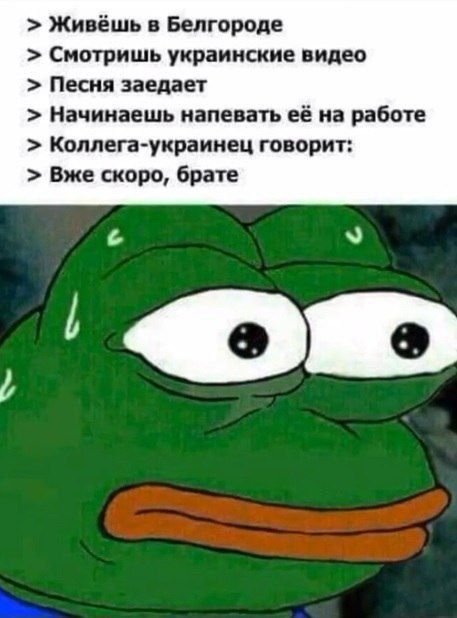 > Живёшь в Белгороде
> Смотришь украинские видео
> Песня заедает
> Начинаешь напевать её на работе
> Коллега-украинец говорит:
> Вже скоро, брате